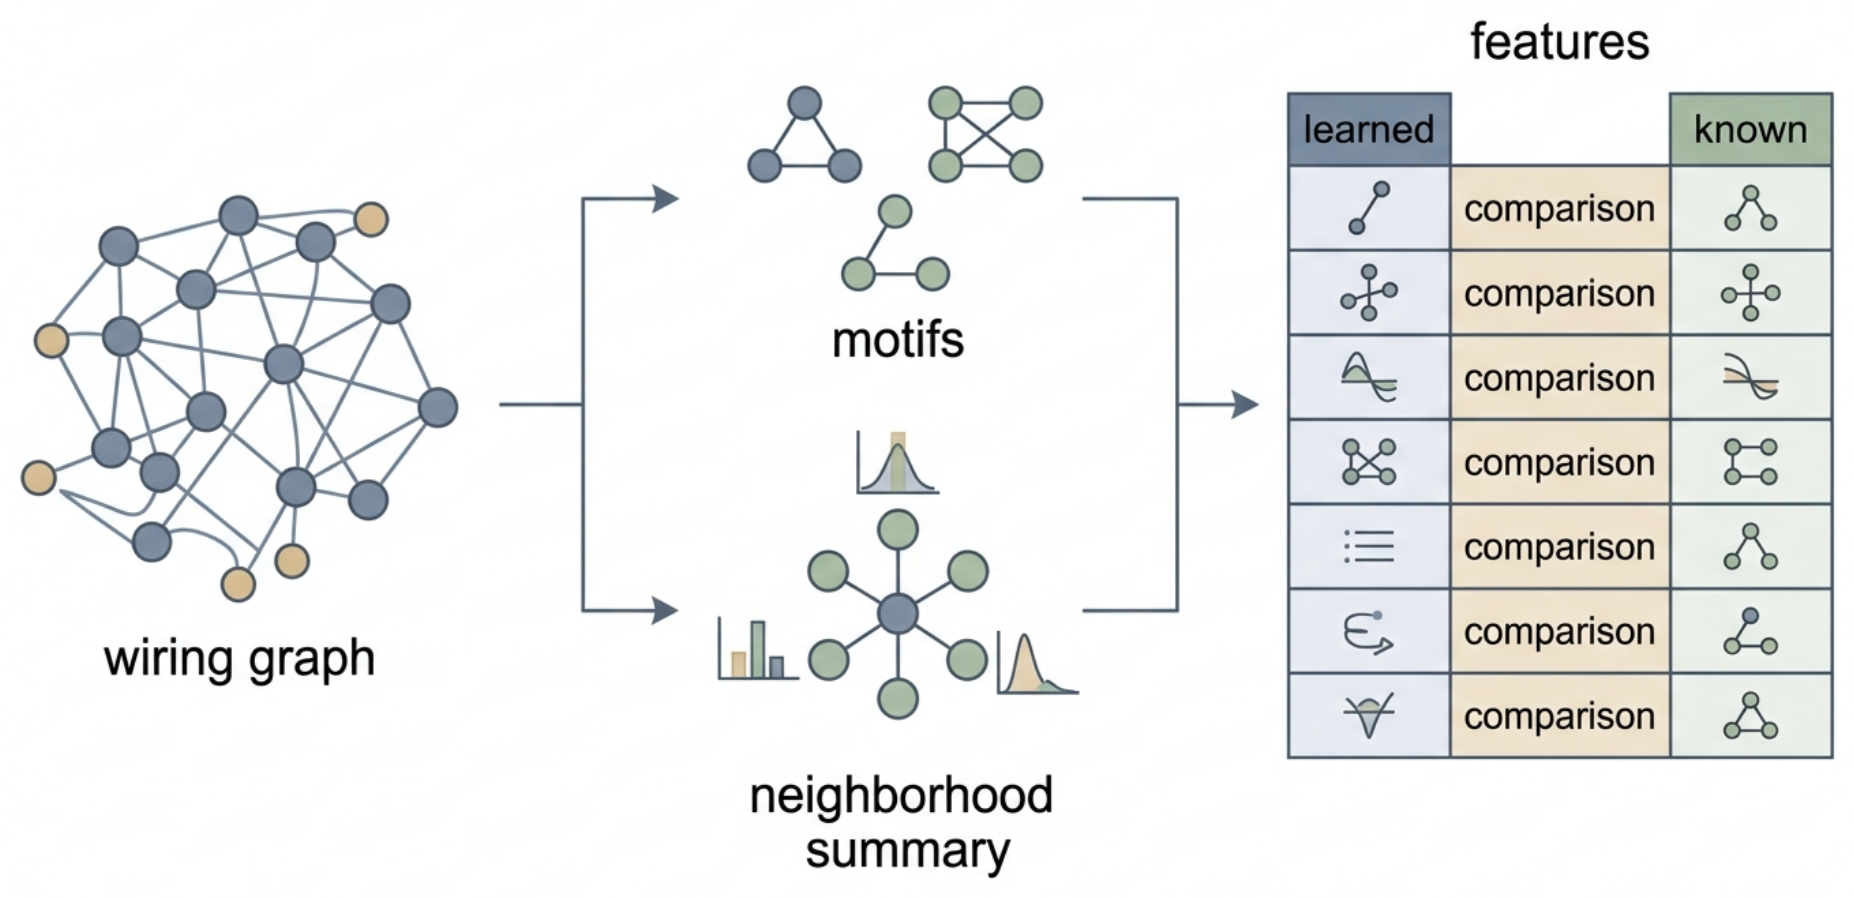 wiring graph
motifs
neighborhood
summary
features
learned
known
comparison
comparison
comparison
comparison
comparison
comparison
comparison